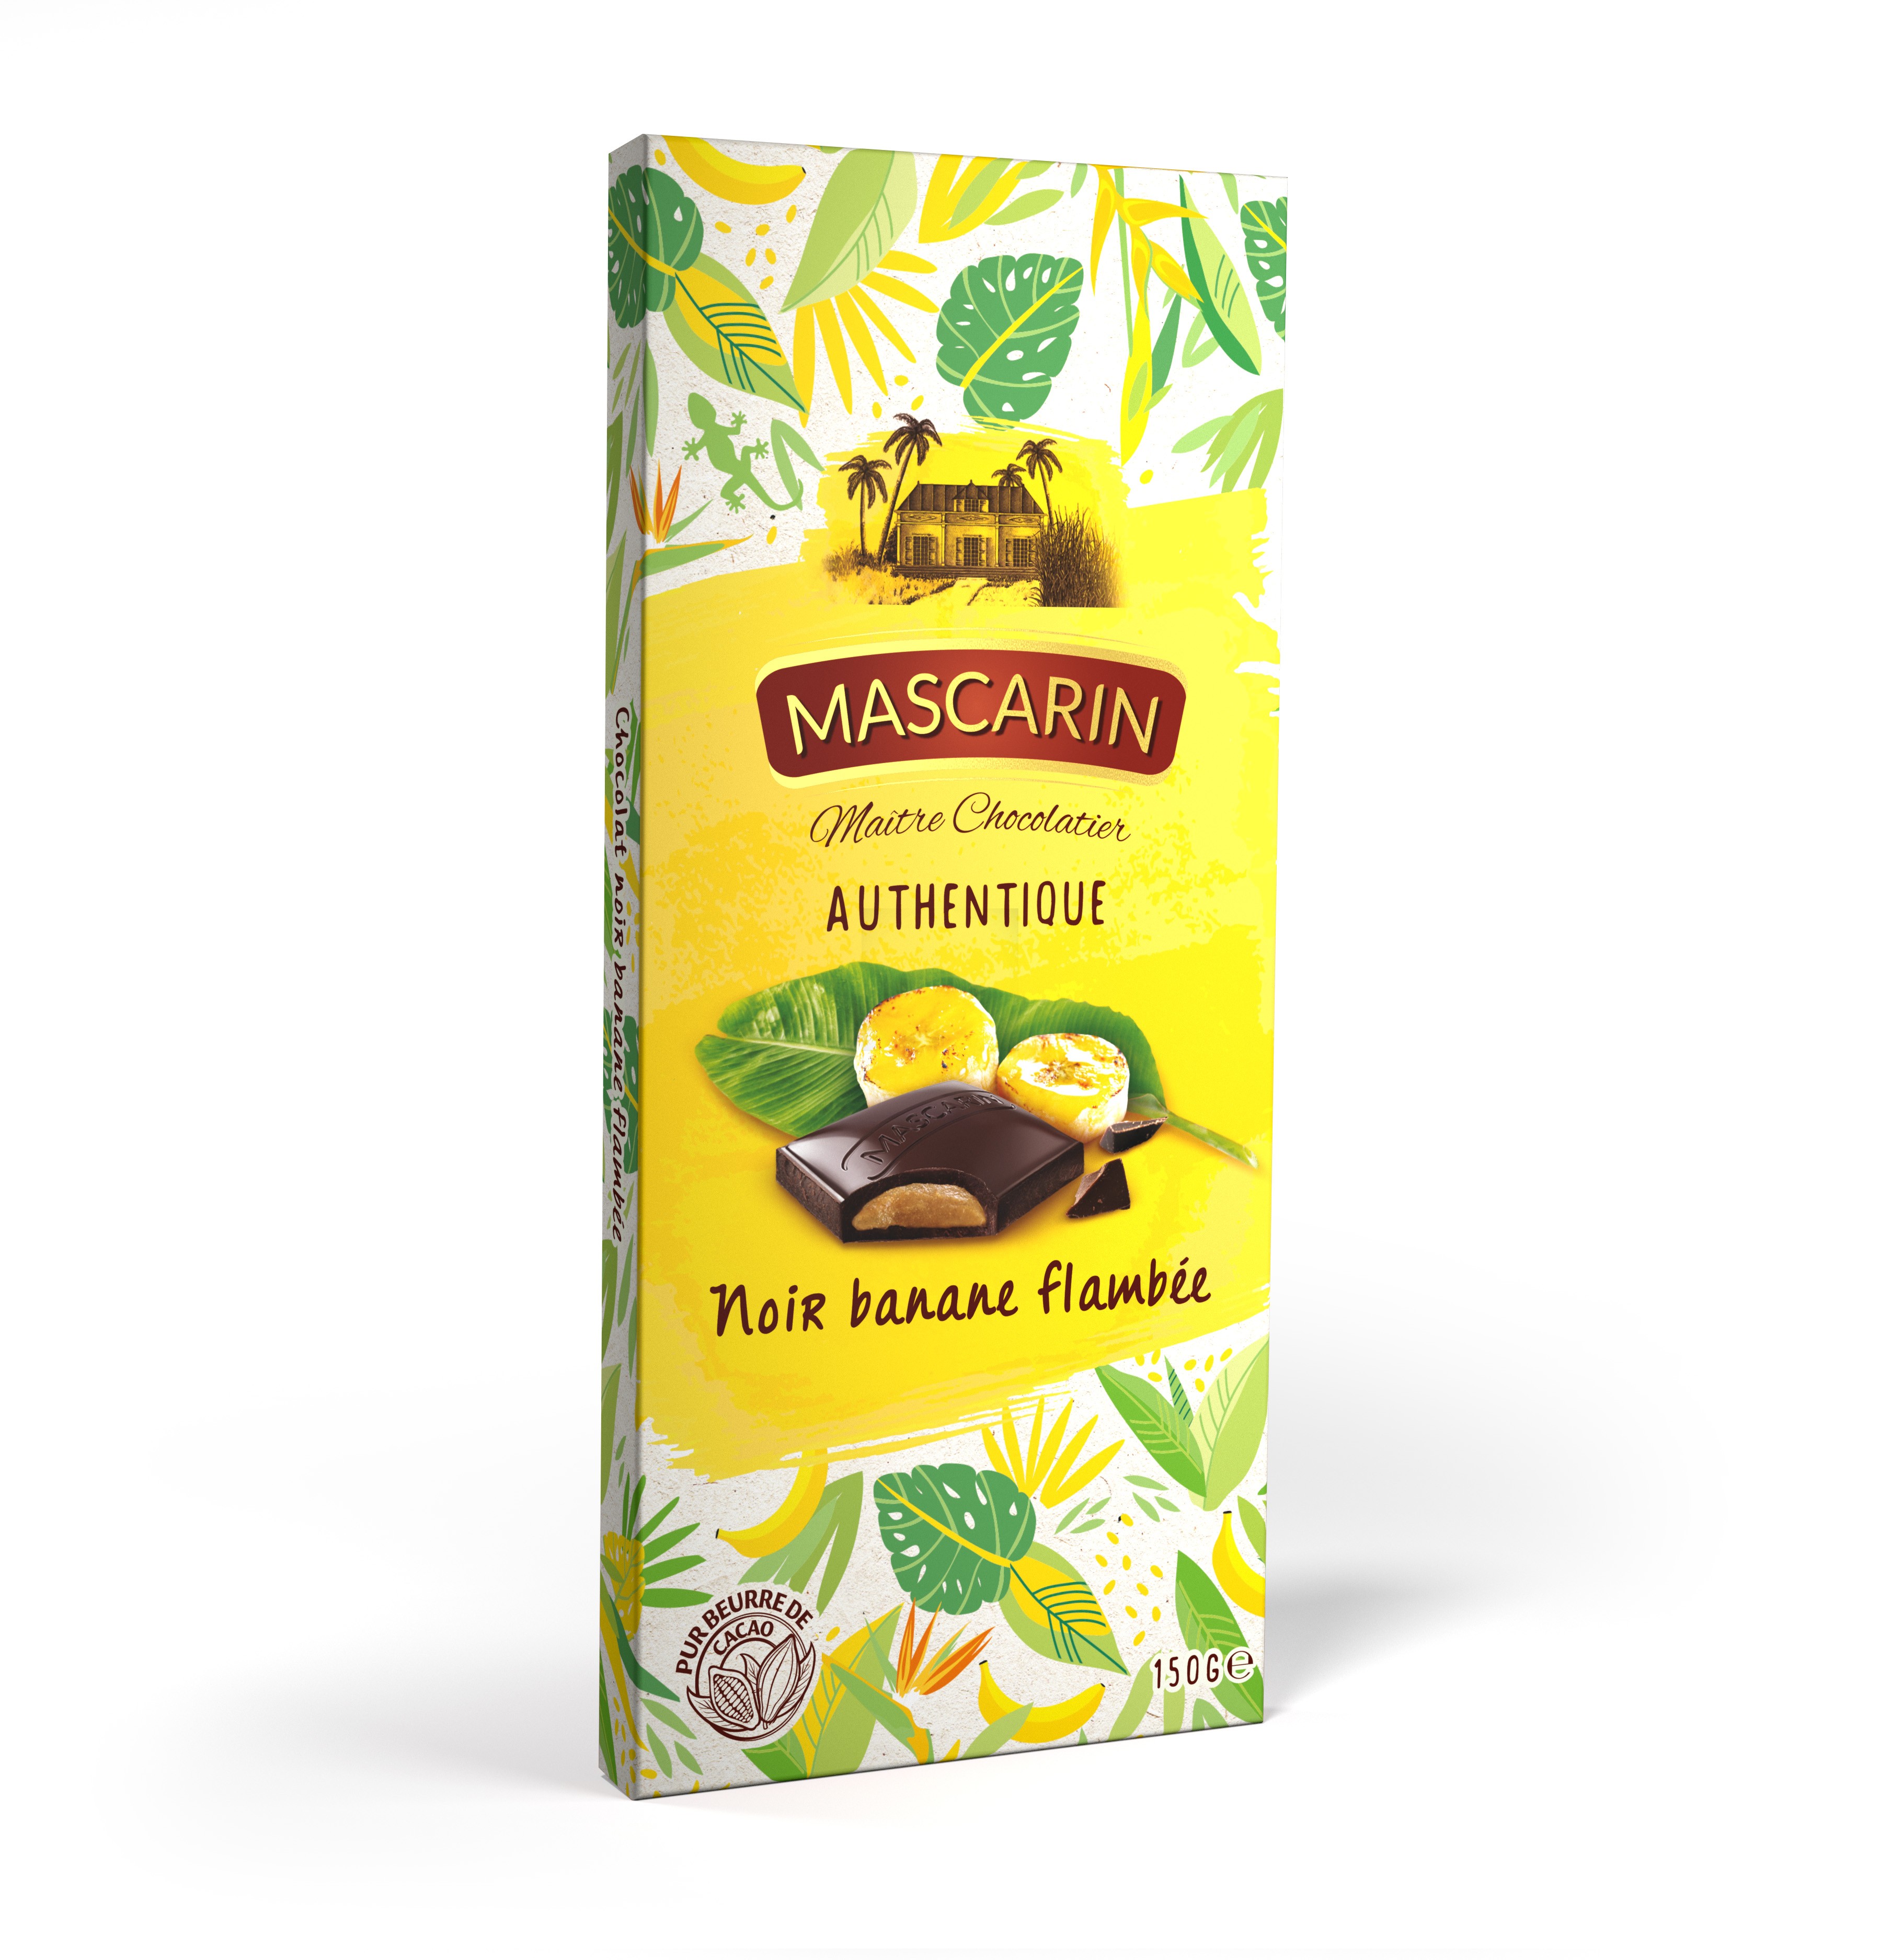 MASCARIN
Maître Chocolatier
AUTHENTIQUE
MASCARIN
Noir banane flambée
PUR BEURRE DE
CACAO
150G e
Chocolat noir banane flambée